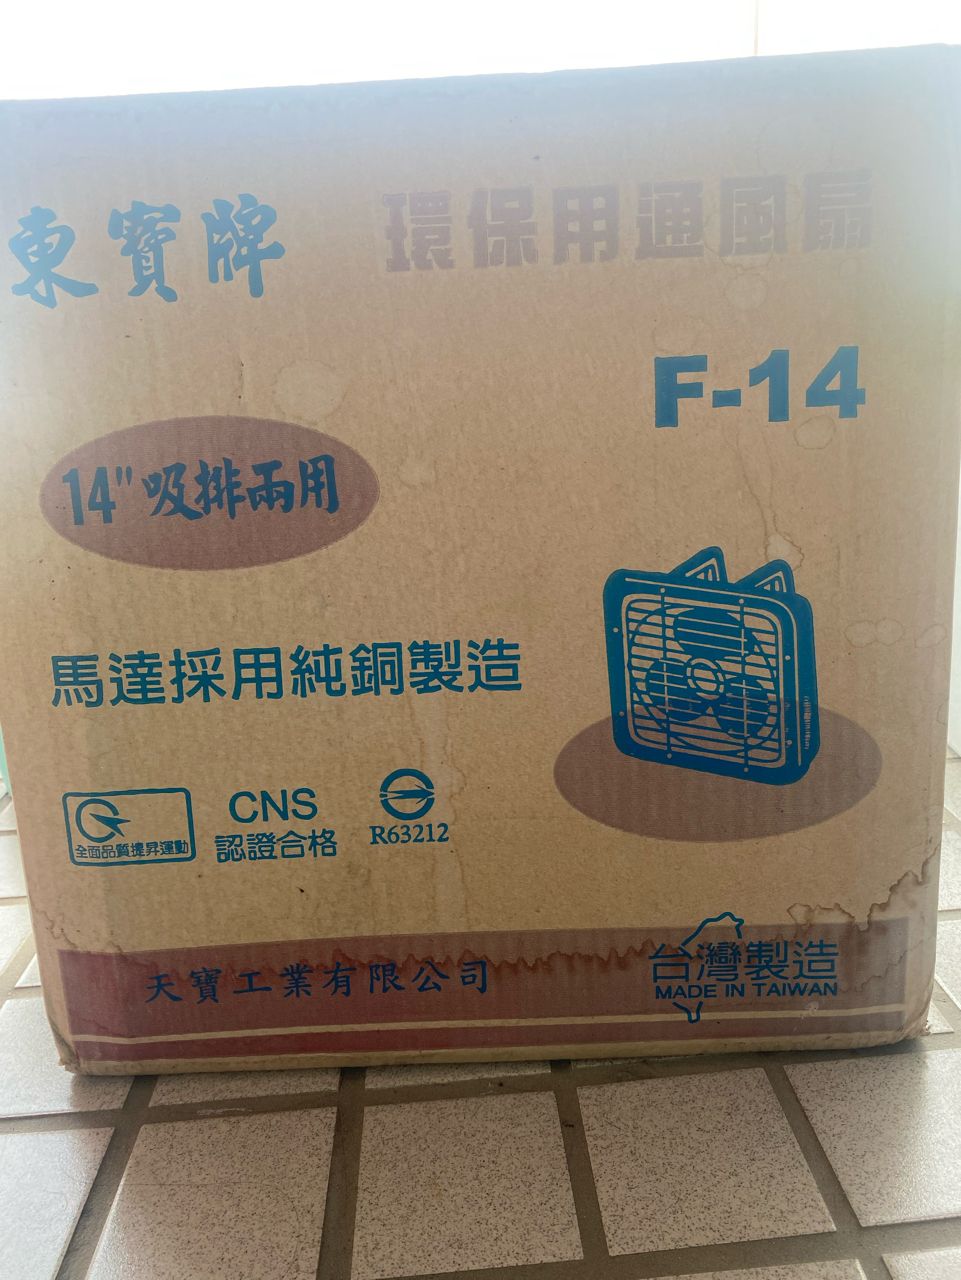 東寶牌 環保用通風扇
F-14
14"吸排兩用
馬達採用純銅製造
全面品質提昇運動
CNS
認證合格
R63212
天寶工業有限公司
台灣製造
MADE IN TAIWAN